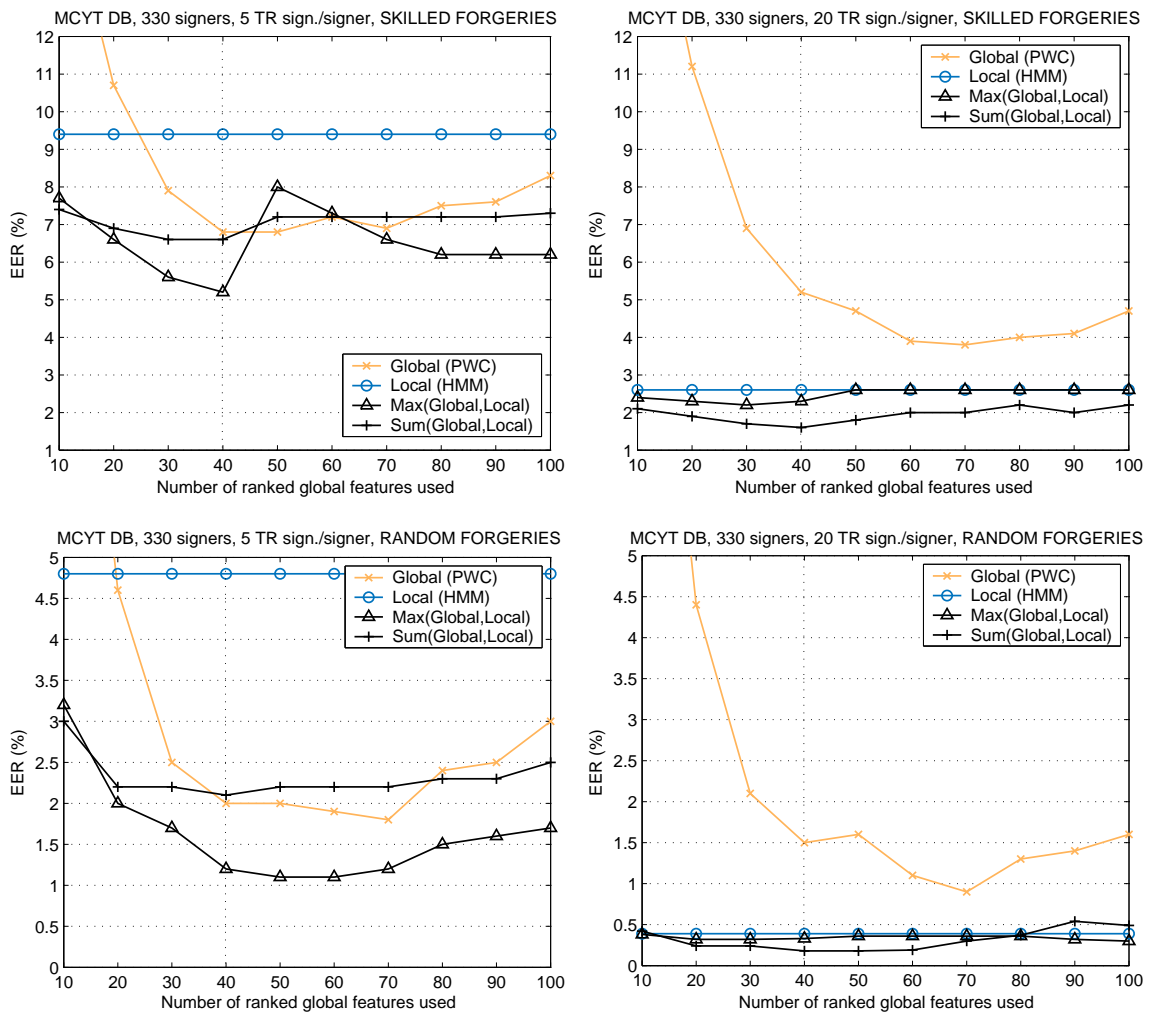 MCYT DB, 330 signers, 5 TR sign./signer, SKILLED FORGERIES
12
11
10
9
8
7
6
5
4
3
2
1
EER (%)
Global (PWC)
Local (HMM)
Max(Global,Local)
Sum(Global,Local)
10 20 30 40 50 60 70 80 90 100
Number of ranked global features used
MCYT DB, 330 signers, 20 TR sign./signer, SKILLED FORGERIES
12
11
10
9
8
7
6
5
4
3
2
1
EER (%)
Global (PWC)
Local (HMM)
Max(Global,Local)
Sum(Global,Local)
10 20 30 40 50 60 70 80 90 100
Number of ranked global features used
MCYT DB, 330 signers, 5 TR sign./signer, RANDOM FORGERIES
5
4.5
4
3.5
3
2.5
2
1.5
1
0.5
0
EER (%)
Global (PWC)
Local (HMM)
Max(Global,Local)
Sum(Global,Local)
10 20 30 40 50 60 70 80 90 100
Number of ranked global features used
MCYT DB, 330 signers, 20 TR sign./signer, RANDOM FORGERIES
5
4.5
4
3.5
3
2.5
2
1.5
1
0.5
0
EER (%)
Global (PWC)
Local (HMM)
Max(Global,Local)
Sum(Global,Local)
10 20 30 40 50 60 70 80 90 100
Number of ranked global features used